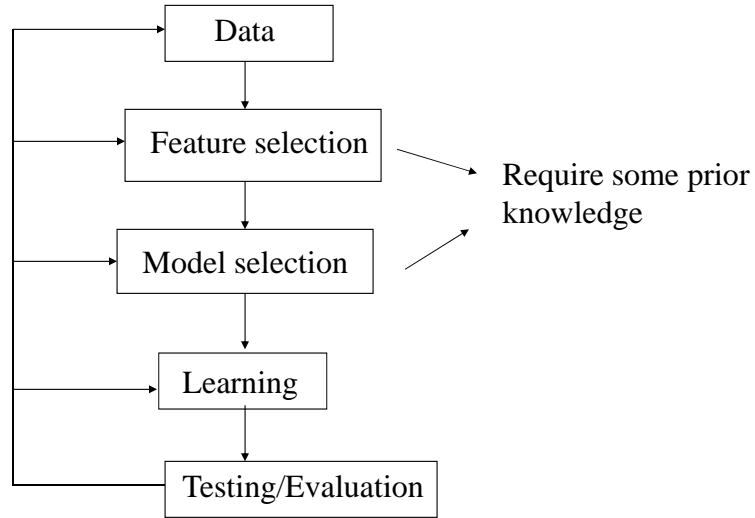 Data
Feature selection
Require some prior
knowledge
Model selection
Learning
Testing/Evaluation